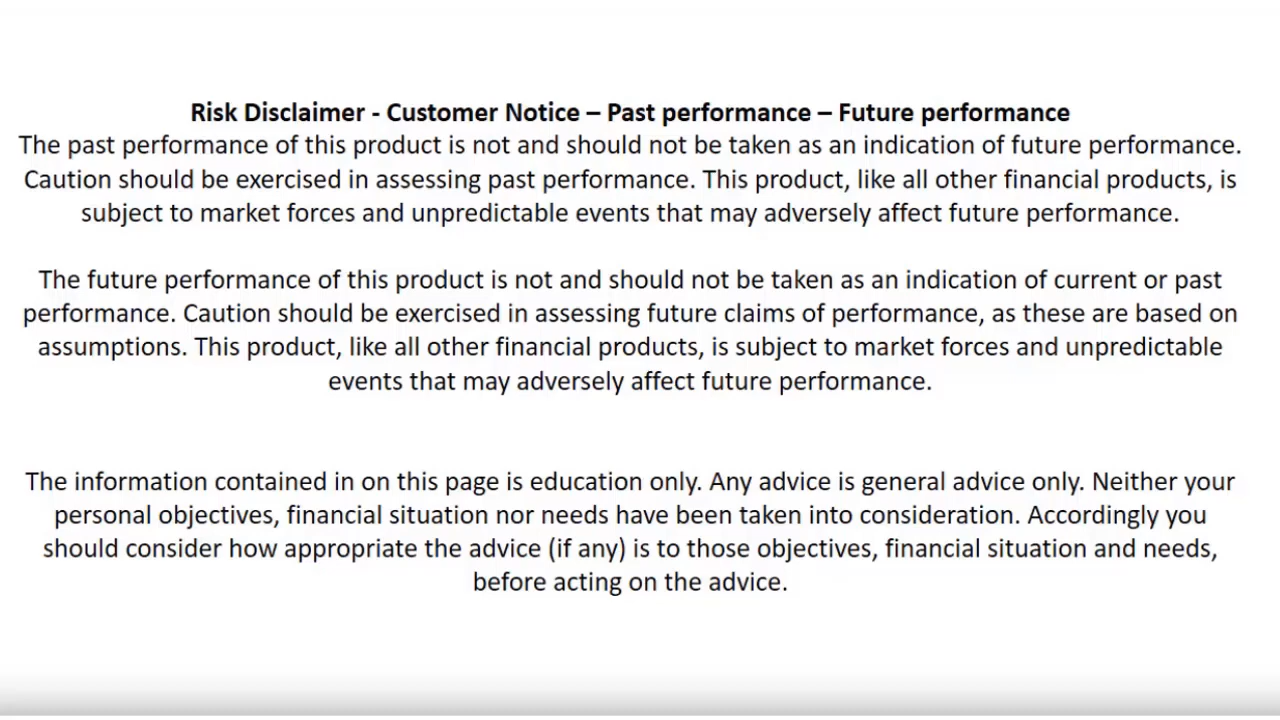 Risk Disclaimer - Customer Notice – Past performance – Future performance
The past performance of this product is not and should not be taken as an indication of future performance.
Caution should be exercised in assessing past performance. This product, like all other financial products, is
subject to market forces and unpredictable events that may adversely affect future performance.
The future performance of this product is not and should not be taken as an indication of current or past
performance. Caution should be exercised in assessing future claims of performance, as these are based on
assumptions. This product, like all other financial products, is subject to market forces and unpredictable
events that may adversely affect future performance.
The information contained in on this page is education only. Any advice is general advice only. Neither your
personal objectives, financial situation nor needs have been taken into consideration. Accordingly you
should consider how appropriate the advice (if any) is to those objectives, financial situation and needs,
before acting on the advice.